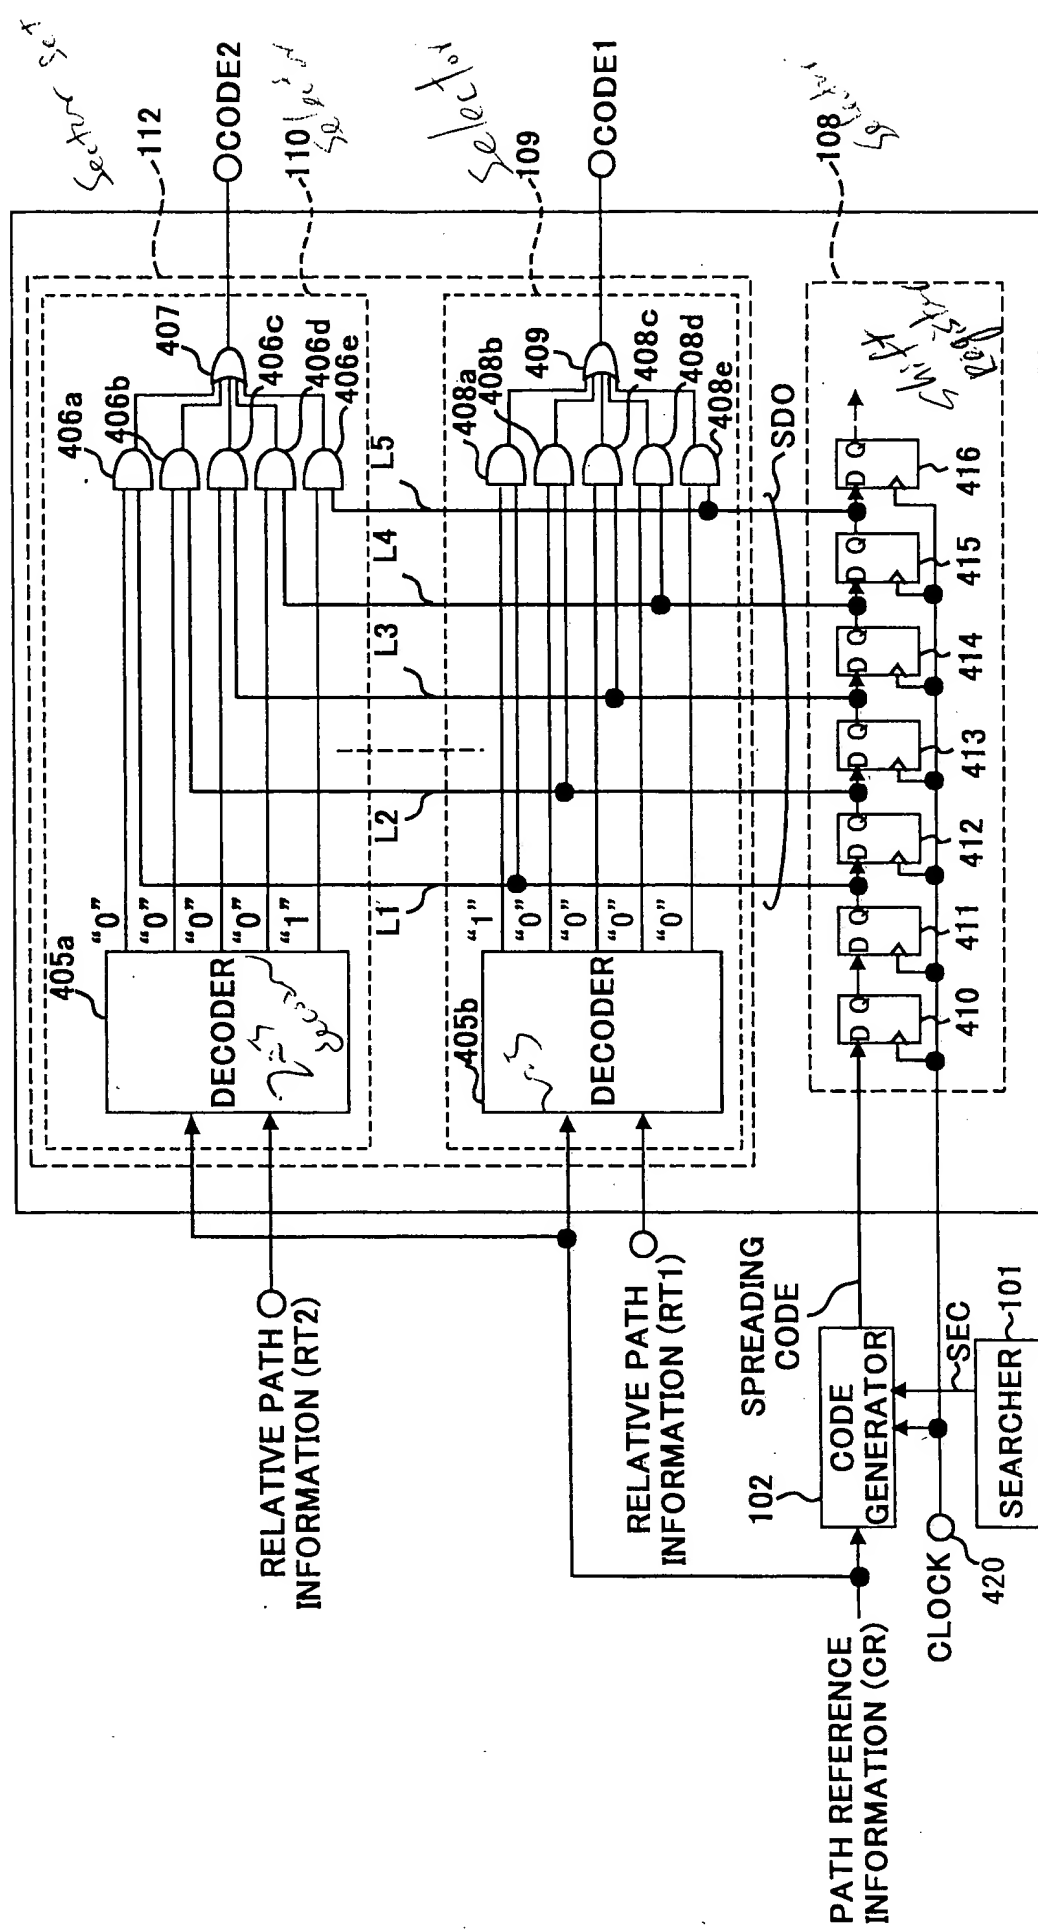 112
CODE2
110
Selector
109
CODE1
108
407
406a
406b
406c
406d
406e
409
408a
408b
408c
408d
408e
L1
L2
L3
L4
L5
SDO
Shift
405a
DECODER
"0"
"0"
"0"
"0"
"1"
405b
DECODER
"1"
"0"
"0"
"0"
"0"
D Q
D Q
D Q
D Q
D Q
D Q
D Q
410
411
412
413
414
415
416
RELATIVE PATH
INFORMATION (RT2)
RELATIVE PATH
INFORMATION (RT1)
SPREADING
CODE
102
CODE
GENERATOR
SEC
SEARCHER
101
CLOCK
420
PATH REFERENCE
INFORMATION (CR)